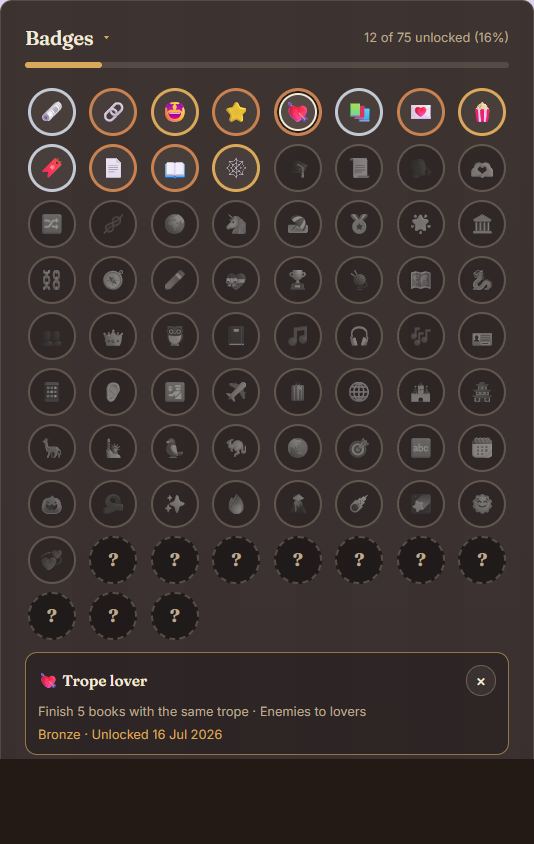 Badges
12 of 75 unlocked (16%)
abc
? ? ? ? ? ? ?
? ? ?
Trope lover
×
Finish 5 books with the same trope · Enemies to lovers
Bronze · Unlocked 16 Jul 2026